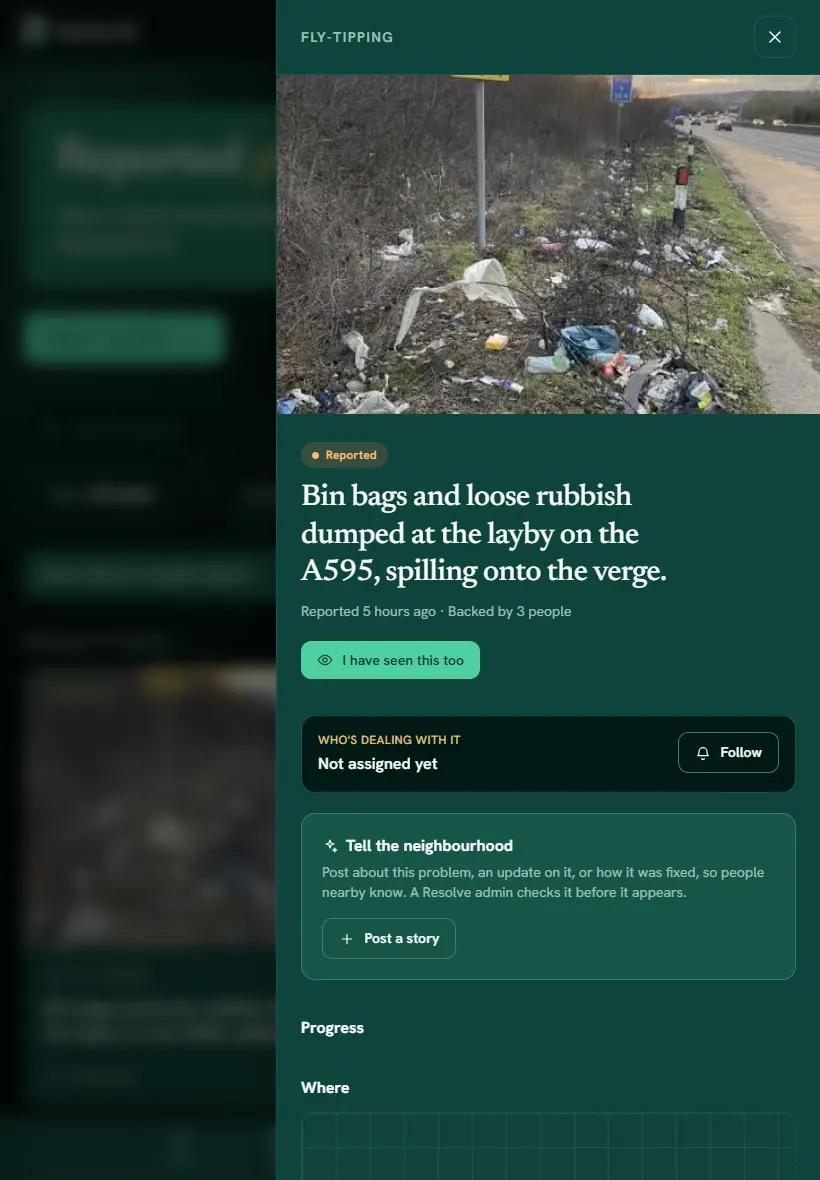 FLY-TIPPING
Reported
Bin bags and loose rubbish
dumped at the layby on the
A595, spilling onto the verge.
Reported 5 hours ago · Backed by 3 people
I have seen this too
WHO'S DEALING WITH IT
Not assigned yet
Follow
Tell the neighbourhood
Post about this problem, an update on it, or how it was fixed, so people
nearby know. A Resolve admin checks it before it appears.
Post a story
Progress
Where